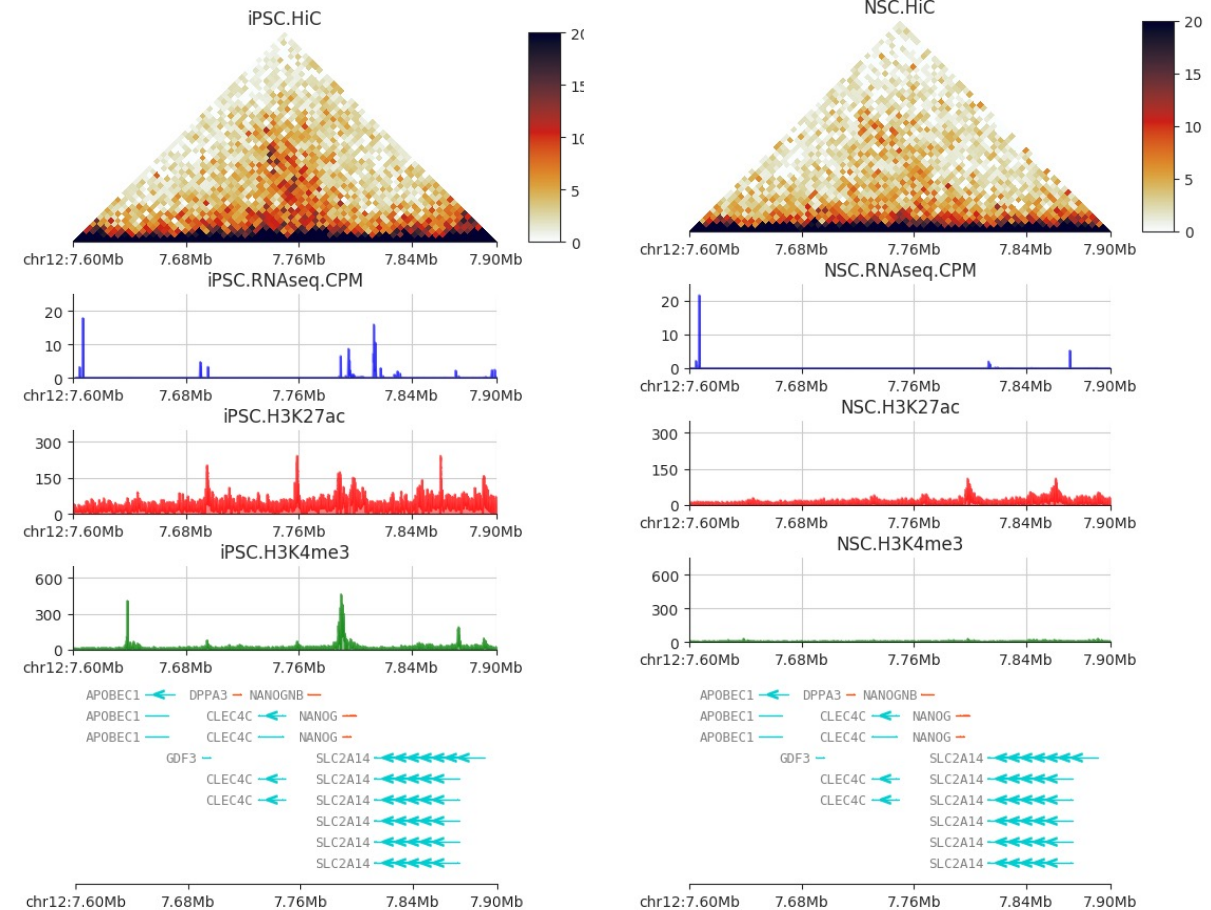 iPSC.HiC
20
15
10
5
0
chr12:7.60Mb 7.68Mb 7.76Mb 7.84Mb 7.90Mb
iPSC.RNAseq.CPM
20
10
0
chr12:7.60Mb 7.68Mb 7.76Mb 7.84Mb 7.90Mb
iPSC.H3K27ac
300
150
0
chr12:7.60Mb 7.68Mb 7.76Mb 7.84Mb 7.90Mb
iPSC.H3K4me3
600
300
0
chr12:7.60Mb 7.68Mb 7.76Mb 7.84Mb 7.90Mb
APOBEC1 DPPA3 NANOGNB
APOBEC1 CLEC4C NANOG
APOBEC1 CLEC4C NANOG
GDF3 SLC2A14
CLEC4C SLC2A14
CLEC4C SLC2A14
SLC2A14
SLC2A14
SLC2A14
chr12:7.60Mb 7.68Mb 7.76Mb 7.84Mb 7.90Mb
NSC.HiC
20
15
10
5
0
chr12:7.60Mb 7.68Mb 7.76Mb 7.84Mb 7.90Mb
NSC.RNAseq.CPM
20
10
0
chr12:7.60Mb 7.68Mb 7.76Mb 7.84Mb 7.90Mb
NSC.H3K27ac
300
150
0
chr12:7.60Mb 7.68Mb 7.76Mb 7.84Mb 7.90Mb
NSC.H3K4me3
600
300
0
chr12:7.60Mb 7.68Mb 7.76Mb 7.84Mb 7.90Mb
APOBEC1 DPPA3 NANOGNB
APOBEC1 CLEC4C NANOG
APOBEC1 CLEC4C NANOG
GDF3 SLC2A14
CLEC4C SLC2A14
CLEC4C SLC2A14
SLC2A14
SLC2A14
SLC2A14
chr12:7.60Mb 7.68Mb 7.76Mb 7.84Mb 7.90Mb